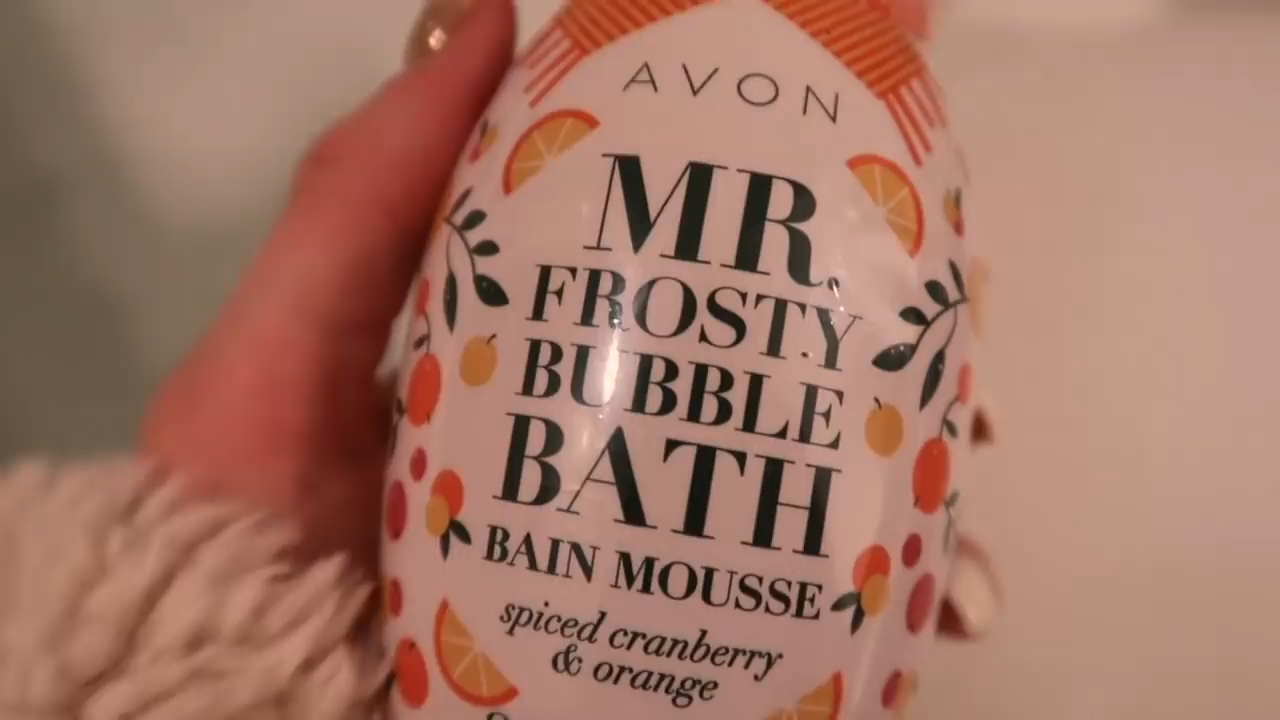 AVON
MR.
FROSTY
BUBBLE
BATH
BAIN MOUSSE
spiced cranberry
& orange